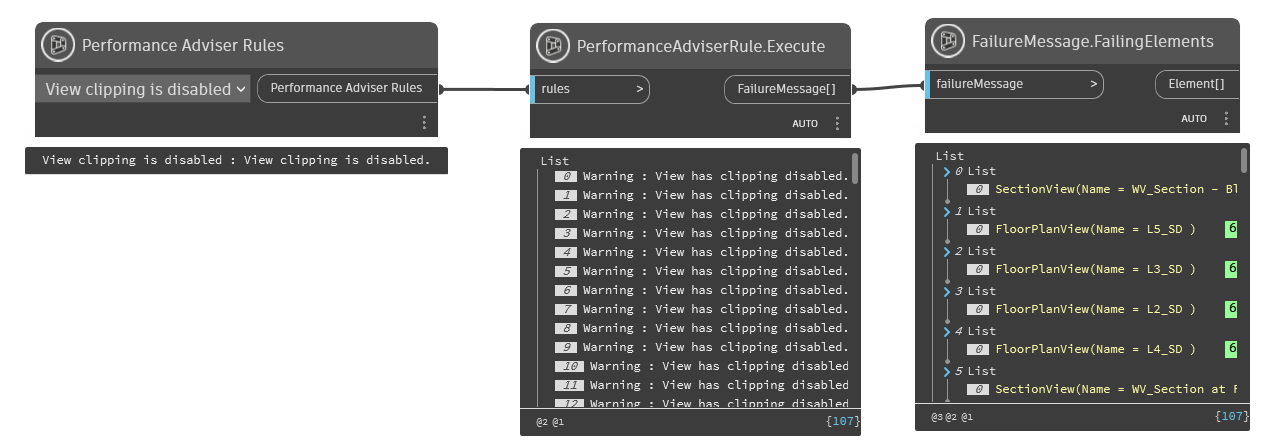 Performance Adviser Rules
View clipping is disabled
Performance Adviser Rules
View clipping is disabled : View clipping is disabled.
PerformanceAdviserRule.Execute
rules >
FailureMessage[]
AUTO
List
0 Warning : View has clipping disabled.
1 Warning : View has clipping disabled.
2 Warning : View has clipping disabled.
3 Warning : View has clipping disabled.
4 Warning : View has clipping disabled.
5 Warning : View has clipping disabled.
6 Warning : View has clipping disabled.
7 Warning : View has clipping disabled.
8 Warning : View has clipping disabled.
9 Warning : View has clipping disabled.
10 Warning : View has clipping disabled
11 Warning : View has clipping disabled
12 Warning : View has clipping disabled
@2 @1 {107}
FailureMessage.FailingElements
failureMessage >
Element[]
AUTO
List
0 List
0 SectionView(Name = WV_Section - Bl
1 List
0 FloorPlanView(Name = L5_SD ) 6
2 List
0 FloorPlanView(Name = L3_SD ) 6
3 List
0 FloorPlanView(Name = L2_SD ) 6
4 List
0 FloorPlanView(Name = L4_SD ) 6
5 List
0 SectionView(Name = WV_Section at F
@3 @2 @1 {107}